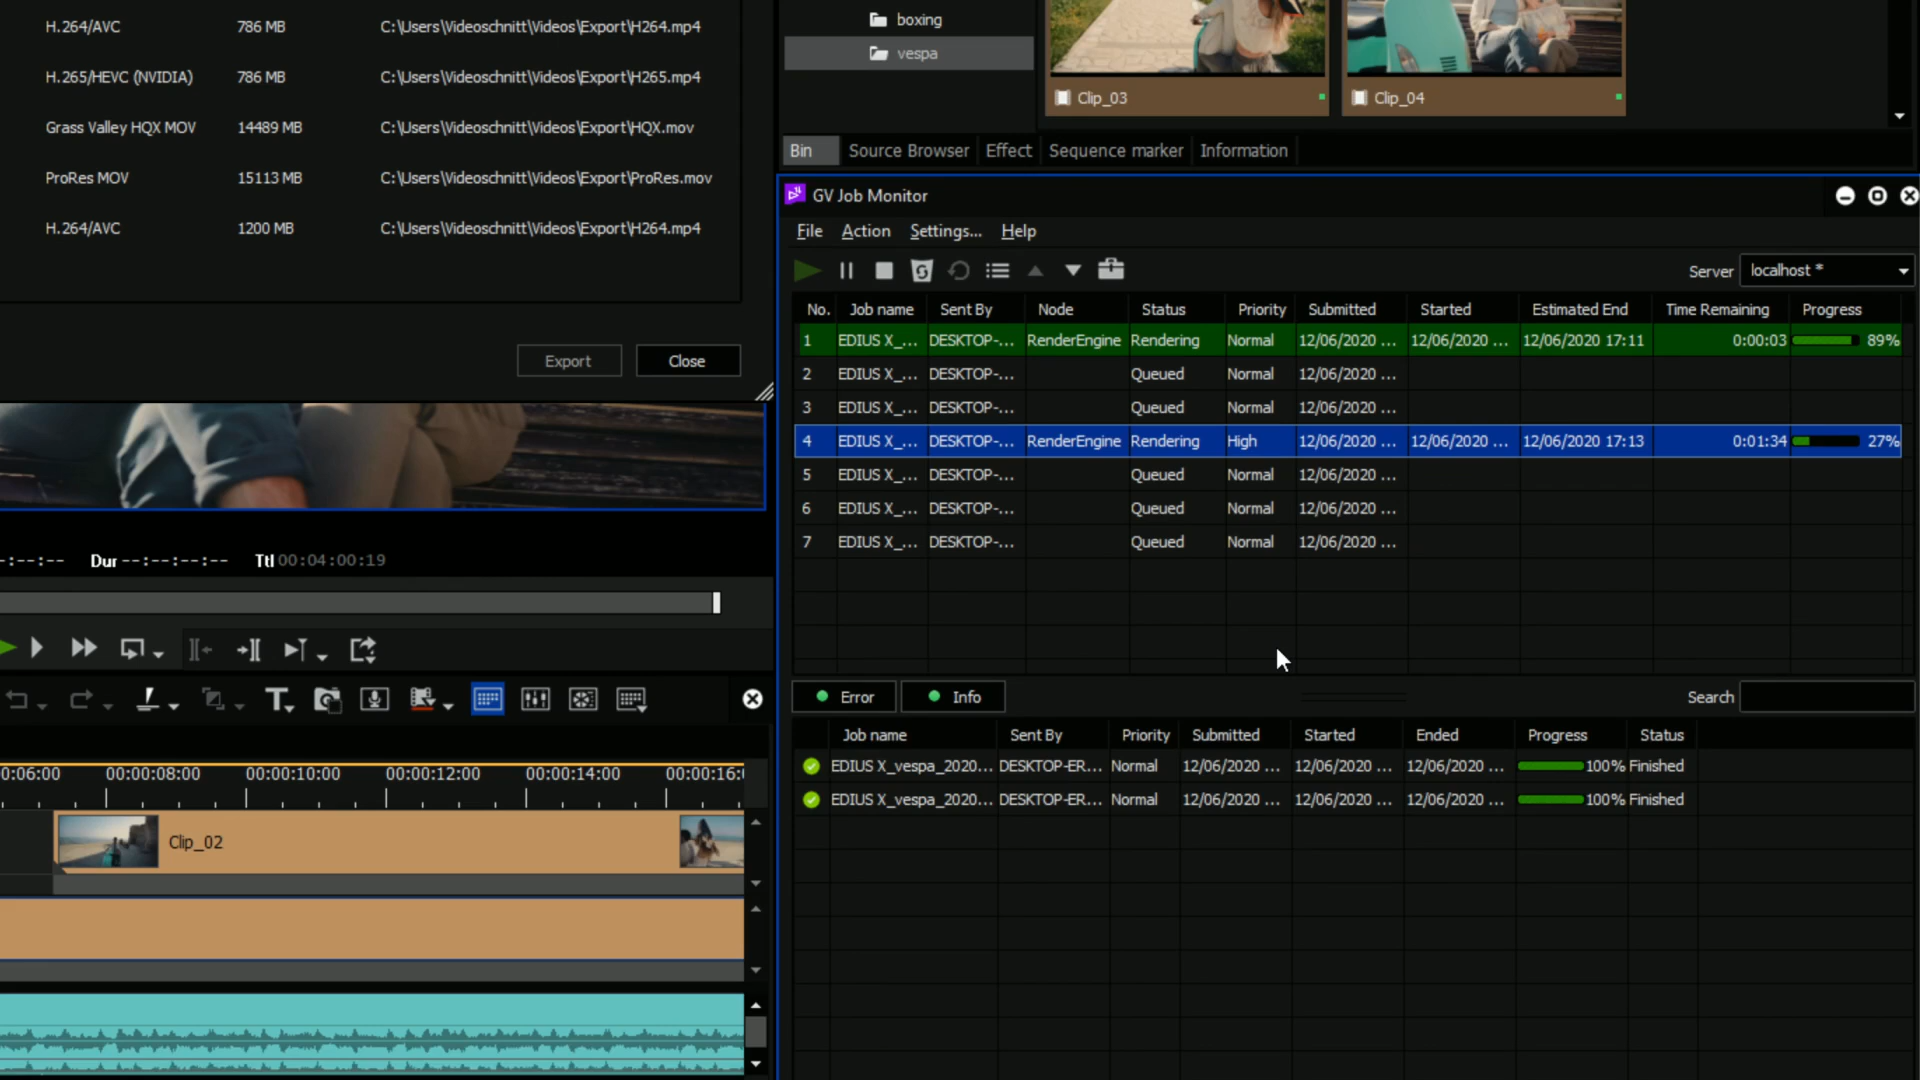 H.264/AVC 786 MB C:\Users\Videoschnitt\Videos\Export\H264.mp4
H.265/HEVC (NVIDIA) 786 MB C:\Users\Videoschnitt\Videos\Export\H265.mp4
Grass Valley HQX MOV 14489 MB C:\Users\Videoschnitt\Videos\Export\HQX.mov
ProRes MOV 15113 MB C:\Users\Videoschnitt\Videos\Export\ProRes.mov
H.264/AVC 1200 MB C:\Users\Videoschnitt\Videos\Export\H264.mp4
Export Close
boxing
vespa
Clip_03 Clip_04
Bin Source Browser Effect Sequence marker Information
GV Job Monitor
File Action Settings... Help
Server localhost *
No. Job name Sent By Node Status Priority Submitted Started Estimated End Time Remaining Progress
1 EDIUS X_... DESKTOP-... RenderEngine Rendering Normal 12/06/2020 ... 12/06/2020 ... 12/06/2020 17:11 0:00:03 89%
2 EDIUS X_... DESKTOP-... Queued Normal 12/06/2020 ...
3 EDIUS X_... DESKTOP-... Queued Normal 12/06/2020 ...
4 EDIUS X_... DESKTOP-... RenderEngine Rendering High 12/06/2020 ... 12/06/2020 ... 12/06/2020 17:13 0:01:34 27%
5 EDIUS X_... DESKTOP-... Queued Normal 12/06/2020 ...
6 EDIUS X_... DESKTOP-... Queued Normal 12/06/2020 ...
7 EDIUS X_... DESKTOP-... Queued Normal 12/06/2020 ...
Error Info Search
Job name Sent By Priority Submitted Started Ended Progress Status
EDIUS X_vespa_2020... DESKTOP-ER... Normal 12/06/2020 ... 12/06/2020 ... 12/06/2020 ... 100% Finished
EDIUS X_vespa_2020... DESKTOP-ER... Normal 12/06/2020 ... 12/06/2020 ... 12/06/2020 ... 100% Finished
-:--:-- Dur --:--:--:-- Ttl 00:04:00:19
0:06:00 00:00:08:00 00:00:10:00 00:00:12:00 00:00:14:00 00:00:16:
Clip_02